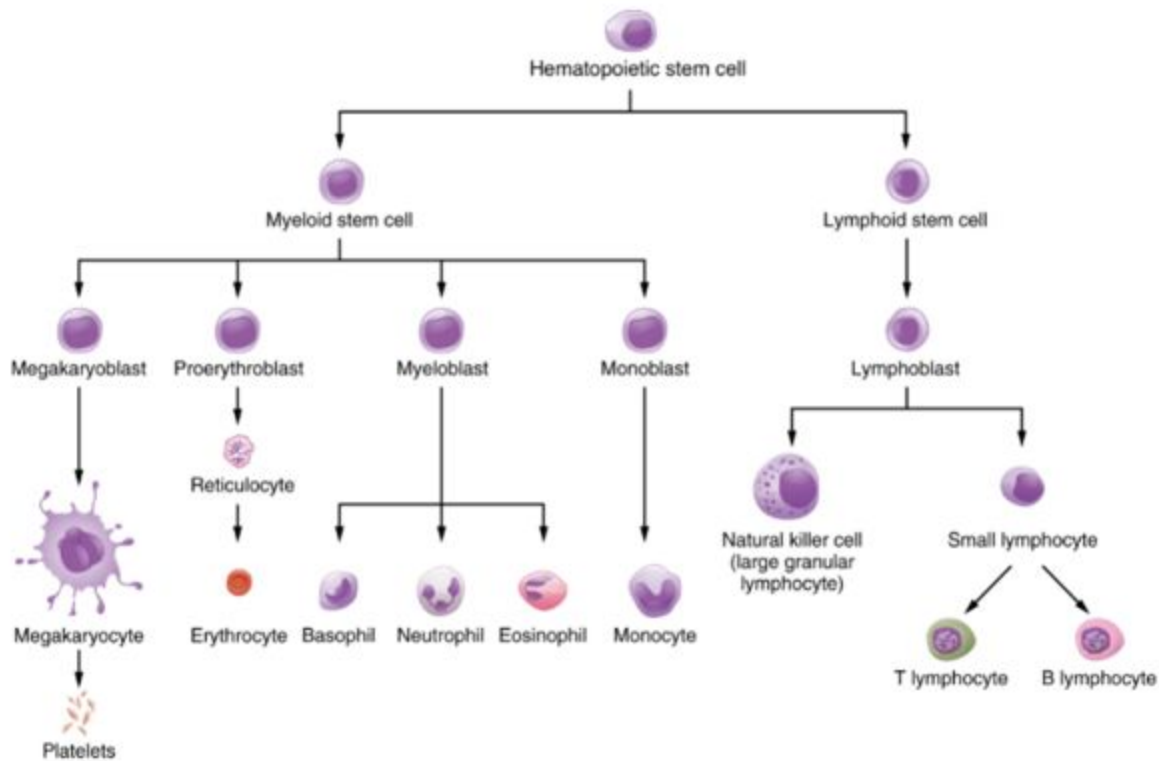 Hematopoietic stem cell
Myeloid stem cell
Lymphoid stem cell
Megakaryoblast
Proerythroblast
Myeloblast
Monoblast
Lymphoblast
Reticulocyte
Natural killer cell
(large granular
lymphocyte)
Small lymphocyte
Megakaryocyte
Erythrocyte
Basophil
Neutrophil
Eosinophil
Monocyte
T lymphocyte
B lymphocyte
Platelets